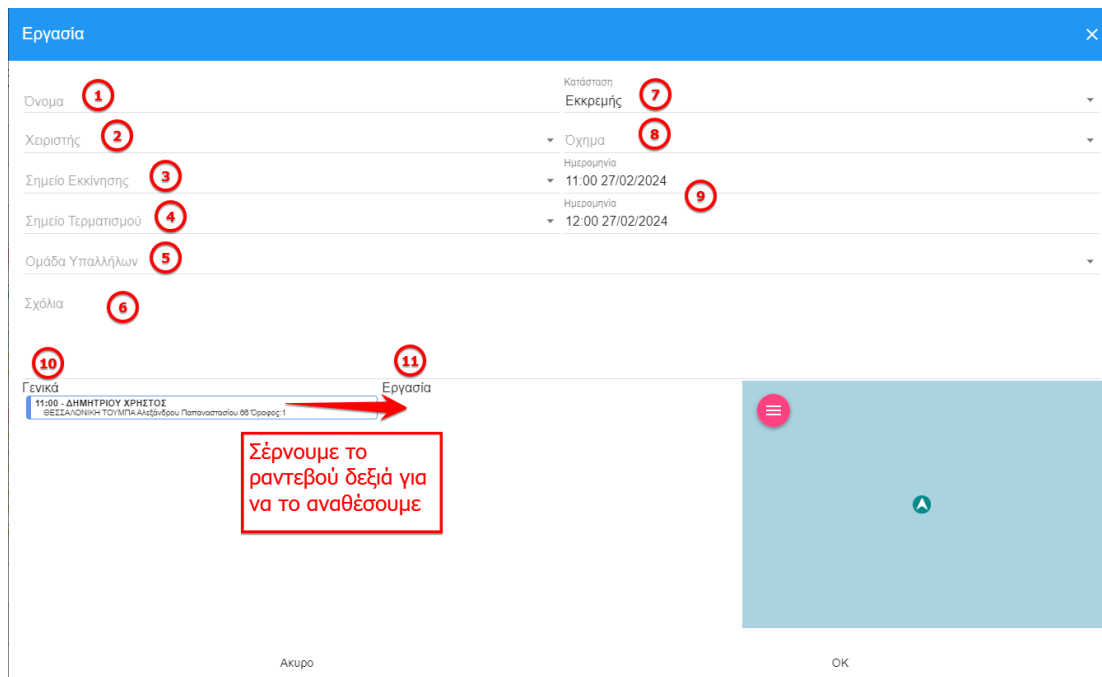 Εργασία
Όνομα 1
Κατάσταση
Εκκρεμής 7
Χειριστής 2
Όχημα 8
Σημείο Εκκίνησης 3
Ημερομηνία
11:00 27/02/2024
9
Σημείο Τερματισμού 4
Ημερομηνία
12:00 27/02/2024
Ομάδα Υπαλλήλων 5
Σχόλια 6
10
Γενικά
11
Εργασία
11:00 - ΔΗΜΗΤΡΙΟΥ ΧΡΗΣΤΟΣ
ΘΕΣΣΑΛΟΝΙΚΗ ΤΟΥΜΠΑ Αλεξάνδρου Παπαναστασίου 66 Όροφος:1
Σέρνουμε το
ραντεβού δεξιά για
να το αναθέσουμε
Ακυρο
OK